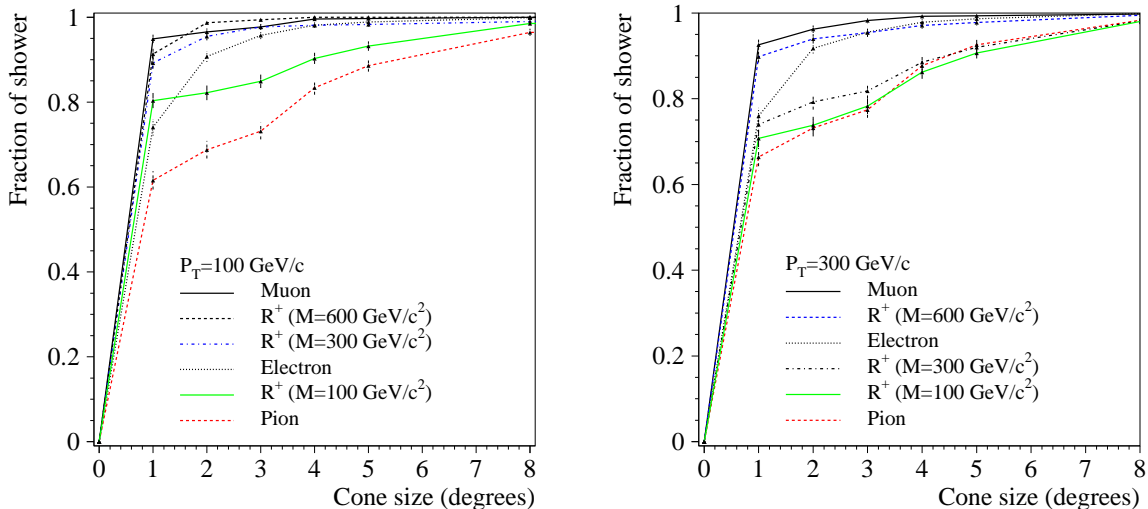 Fraction of shower
1
0.8
0.6
0.4
0.2
0
P_T=100 GeV/c
Muon
R^+ (M=600 GeV/c^2)
R^+ (M=300 GeV/c^2)
Electron
R^+ (M=100 GeV/c^2)
Pion
0 1 2 3 4 5 6 7 8
Cone size (degrees)
Fraction of shower
1
0.8
0.6
0.4
0.2
0
P_T=300 GeV/c
Muon
R^+ (M=600 GeV/c^2)
Electron
R^+ (M=300 GeV/c^2)
R^+ (M=100 GeV/c^2)
Pion
0 1 2 3 4 5 6 7 8
Cone size (degrees)